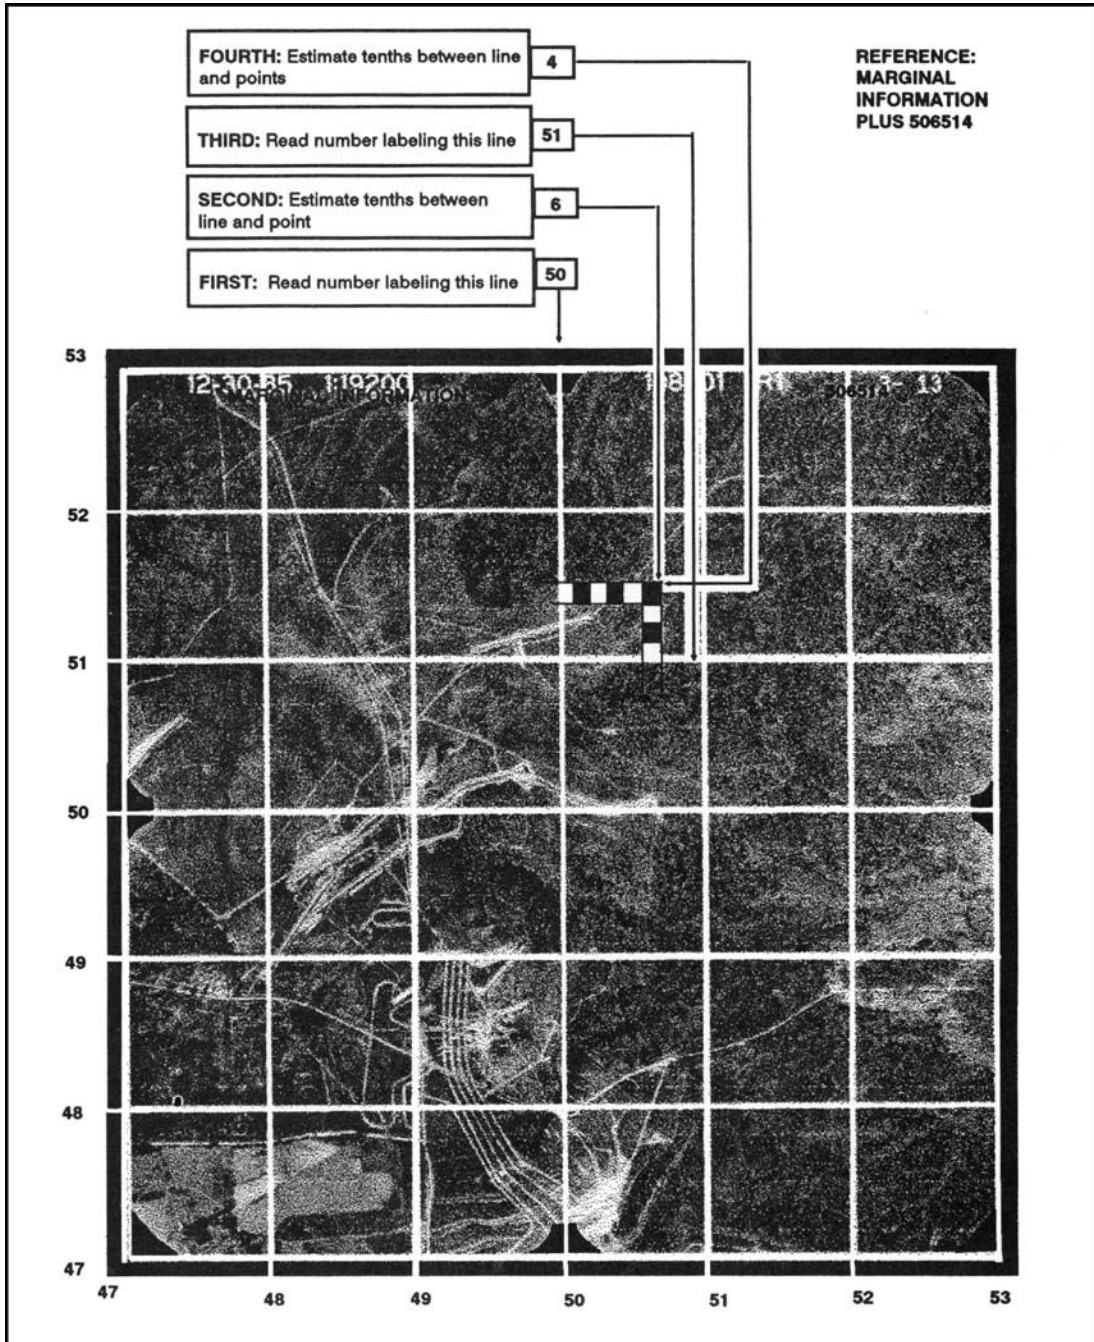 FOURTH: Estimate tenths between line
and points
4
THIRD: Read number labeling this line
51
SECOND: Estimate tenths between
line and point
6
FIRST: Read number labeling this line
50
REFERENCE:
MARGINAL
INFORMATION
PLUS 506514
53
12-30-85 1:19200
MARGINAL INFORMATION
506514
13
52
51
50
49
48
47
47
48
49
50
51
52
53